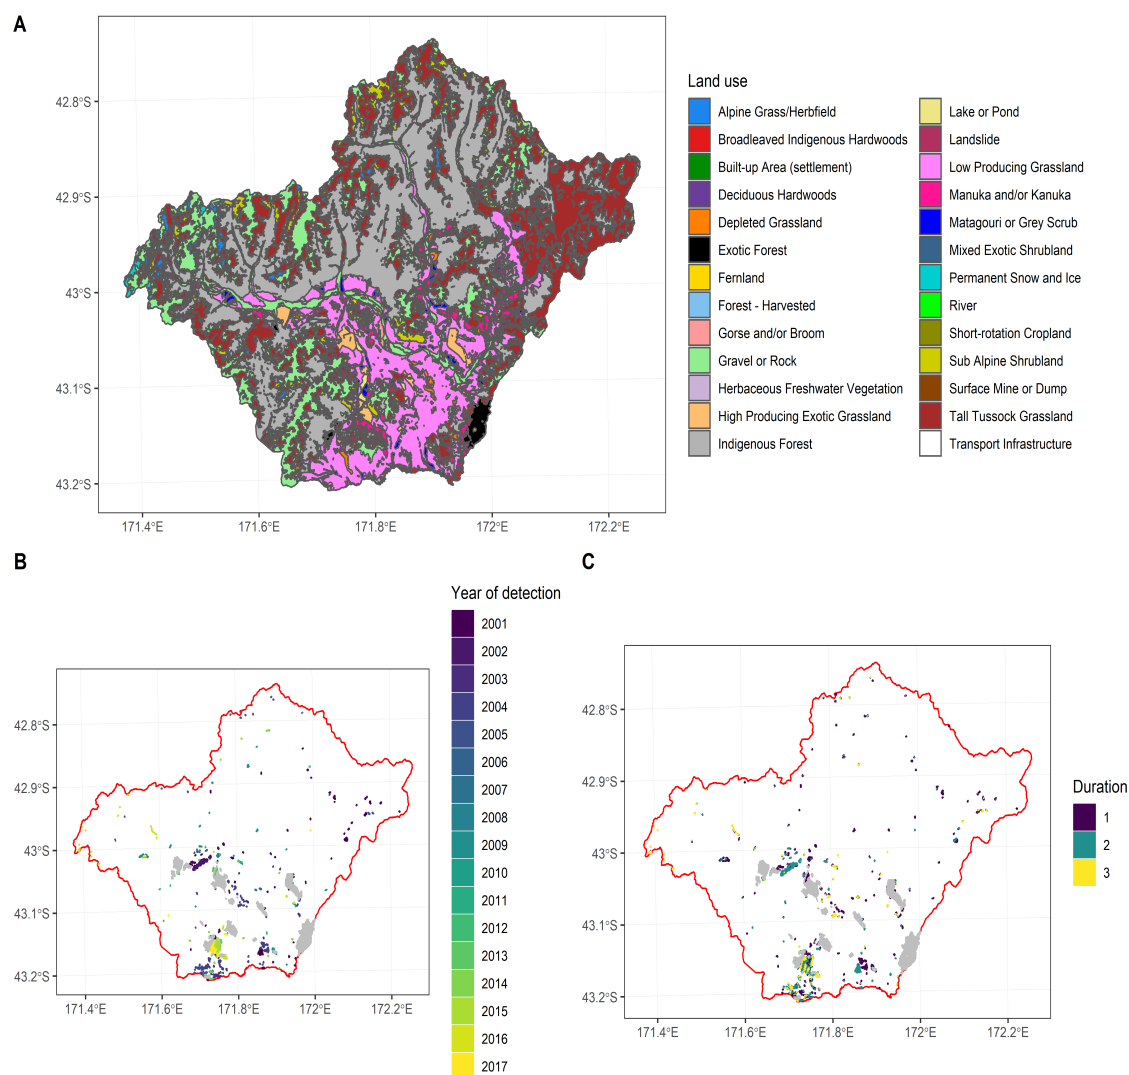 A
42.8°S
42.9°S
43°S
43.1°S
43.2°S
171.4°E 171.6°E 171.8°E 172°E 172.2°E
Land use
Alpine Grass/Herbfield
Broadleaved Indigenous Hardwoods
Built-up Area (settlement)
Deciduous Hardwoods
Depleted Grassland
Exotic Forest
Fernland
Forest - Harvested
Gorse and/or Broom
Gravel or Rock
Herbaceous Freshwater Vegetation
High Producing Exotic Grassland
Indigenous Forest
Lake or Pond
Landslide
Low Producing Grassland
Manuka and/or Kanuka
Matagouri or Grey Scrub
Mixed Exotic Shrubland
Permanent Snow and Ice
River
Short-rotation Cropland
Sub Alpine Shrubland
Surface Mine or Dump
Tall Tussock Grassland
Transport Infrastructure
B
42.8°S
42.9°S
43°S
43.1°S
43.2°S
171.4°E 171.6°E 171.8°E 172°E 172.2°E
Year of detection
2001
2002
2003
2004
2005
2006
2007
2008
2009
2010
2011
2012
2013
2014
2015
2016
2017
C
42.8°S
42.9°S
43°S
43.1°S
43.2°S
171.4°E 171.6°E 171.8°E 172°E 172.2°E
Duration
1
2
3